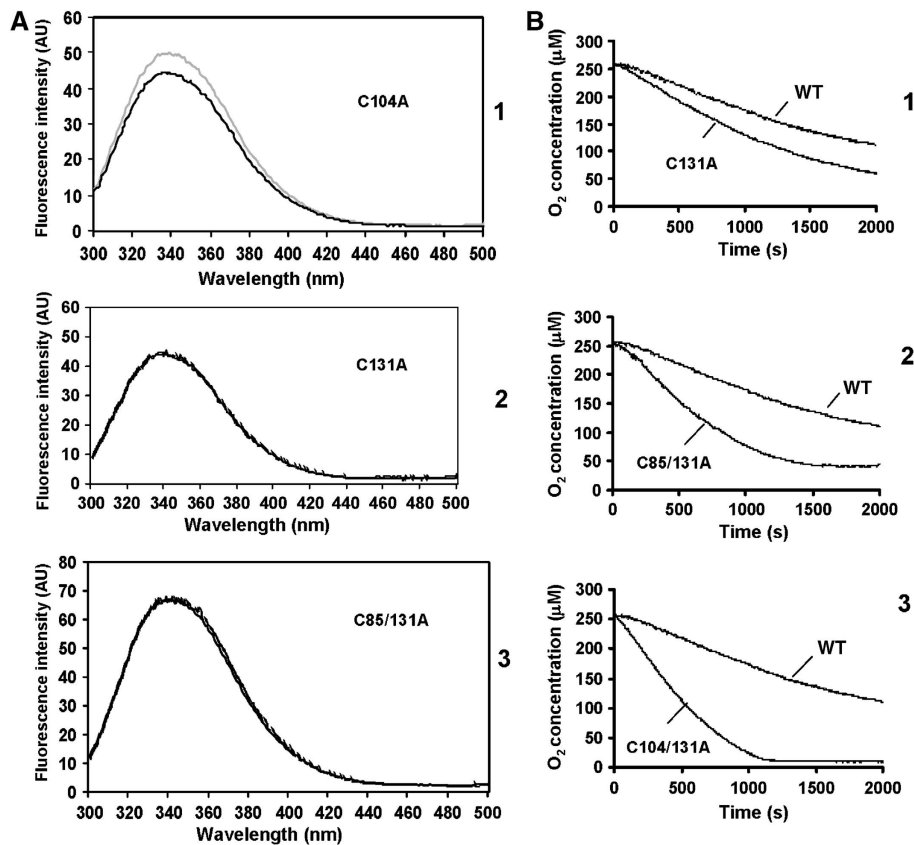 A
Fluorescence intensity (AU)
60
50
40
30
20
10
0
C104A
1
300 320 340 360 380 400 420 440 460 480 500
Wavelength (nm)
Fluorescence intensity (AU)
60
50
40
30
20
10
0
C131A
2
300 320 340 360 380 400 420 440 460 480 500
Wavelength (nm)
Fluorescence intensity (AU)
70
60
50
40
30
20
10
0
C85/131A
3
300 320 340 360 380 400 420 440 460 480 500
Wavelength (nm)
B
O2 concentration (µM)
300
250
200
150
100
50
0
WT
C131A
1
0 500 1000 1500 2000
Time (s)
O2 concentration (µM)
300
250
200
150
100
50
0
WT
C85/131A
2
0 500 1000 1500 2000
Time (s)
O2 concentration (µM)
300
250
200
150
100
50
0
WT
C104/131A
3
0 500 1000 1500 2000
Time (s)